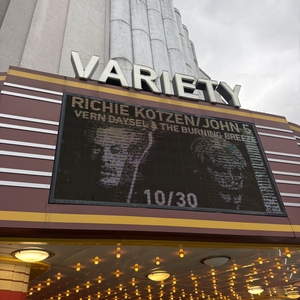 VARIETY
RICHIE KOTZEN/JOHN 5
VERN DAYSEL & THE BURNING BREEZE
10/30